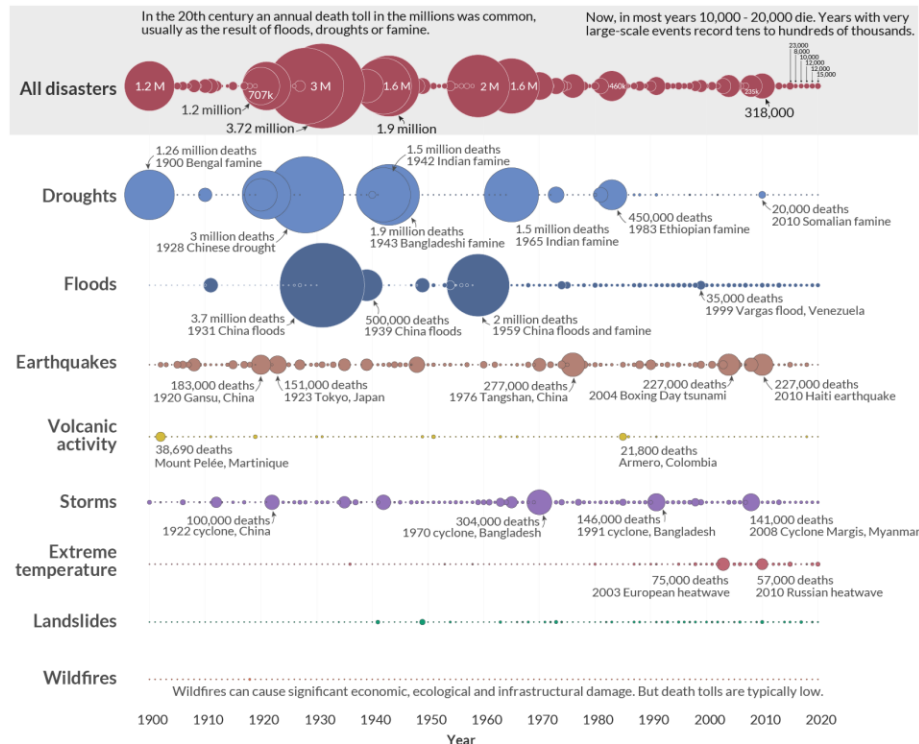 In the 20th century an annual death toll in the millions was common,
usually as the result of floods, droughts or famine.
Now, in most years 10,000 - 20,000 die. Years with very
large-scale events record tens to hundreds of thousands.
23,000
8,000
10,000
12,000
12,000
15,000
All disasters
1.2 M
707k
3 M
1.6 M
2 M
1.6 M
460k
235k
1.2 million
3.72 million
1.9 million
318,000
1.26 million deaths
1900 Bengal famine
1.5 million deaths
1942 Indian famine
Droughts
3 million deaths
1928 Chinese drought
1.9 million deaths
1943 Bangladeshi famine
1.5 million deaths
1965 Indian famine
450,000 deaths
1983 Ethiopian famine
20,000 deaths
2010 Somalian famine
Floods
3.7 million deaths
1931 China floods
500,000 deaths
1939 China floods
2 million deaths
1959 China floods and famine
35,000 deaths
1999 Vargas flood, Venezuela
Earthquakes
183,000 deaths
1920 Gansu, China
151,000 deaths
1923 Tokyo, Japan
277,000 deaths
1976 Tangshan, China
227,000 deaths
2004 Boxing Day tsunami
227,000 deaths
2010 Haiti earthquake
Volcanic
activity
38,690 deaths
Mount Pelée, Martinique
21,800 deaths
Armero, Colombia
Storms
100,000 deaths
1922 cyclone, China
304,000 deaths
1970 cyclone, Bangladesh
146,000 deaths
1991 cyclone, Bangladesh
141,000 deaths
2008 Cyclone Margis, Myanmar
Extreme
temperature
75,000 deaths
2003 European heatwave
57,000 deaths
2010 Russian heatwave
Landslides
Wildfires
Wildfires can cause significant economic, ecological and infrastructural damage. But death tolls are typically low.
1900 1910 1920 1930 1940 1950 1960 1970 1980 1990 2000 2010 2020
Year